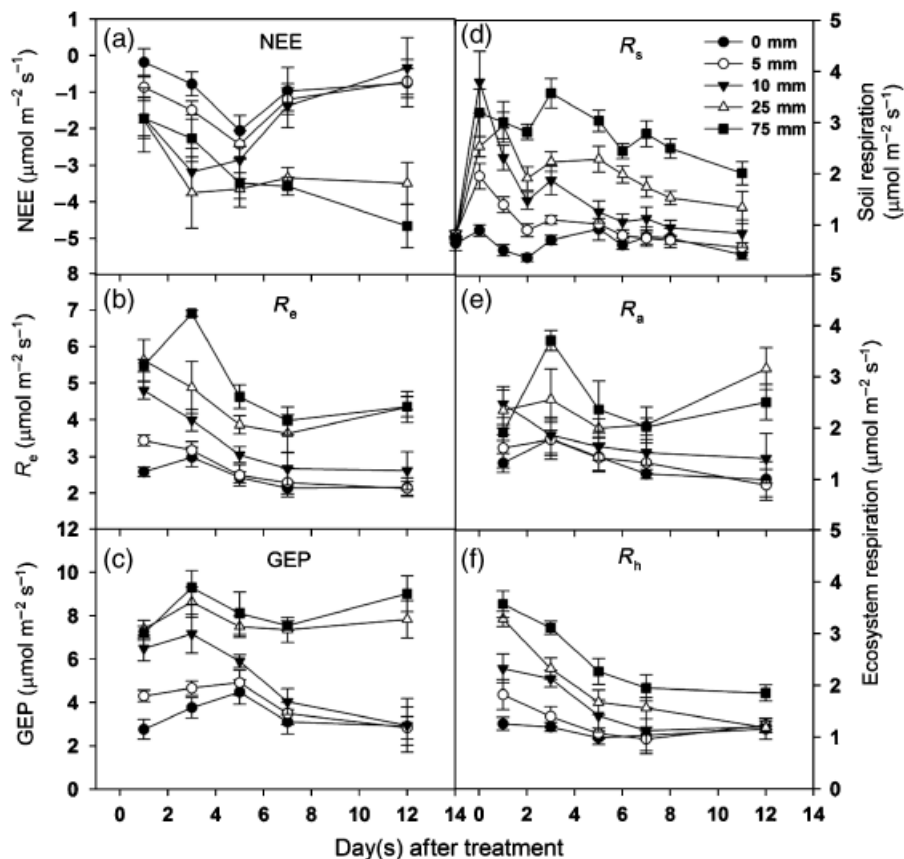 (a) NEE
1
0
−1
−2
−3
−4
−5
NEE (μmol m−2 s−1)
(d) Rs
0 mm
5 mm
10 mm
25 mm
75 mm
5
4
3
2
1
Soil respiration
(μmol m−2 s−1)
(b) Re
8
7
6
5
4
3
2
Re (μmol m−2 s−1)
(e) Ra
5
4
3
2
1
(c) GEP
12
10
8
6
4
2
0
GEP (μmol m−2 s−1)
(f) Rh
5
4
3
2
1
0
Ecosystem respiration (μmol m−2 s−1)
0 2 4 6 8 10 12 14 0 2 4 6 8 10 12 14
Day(s) after treatment